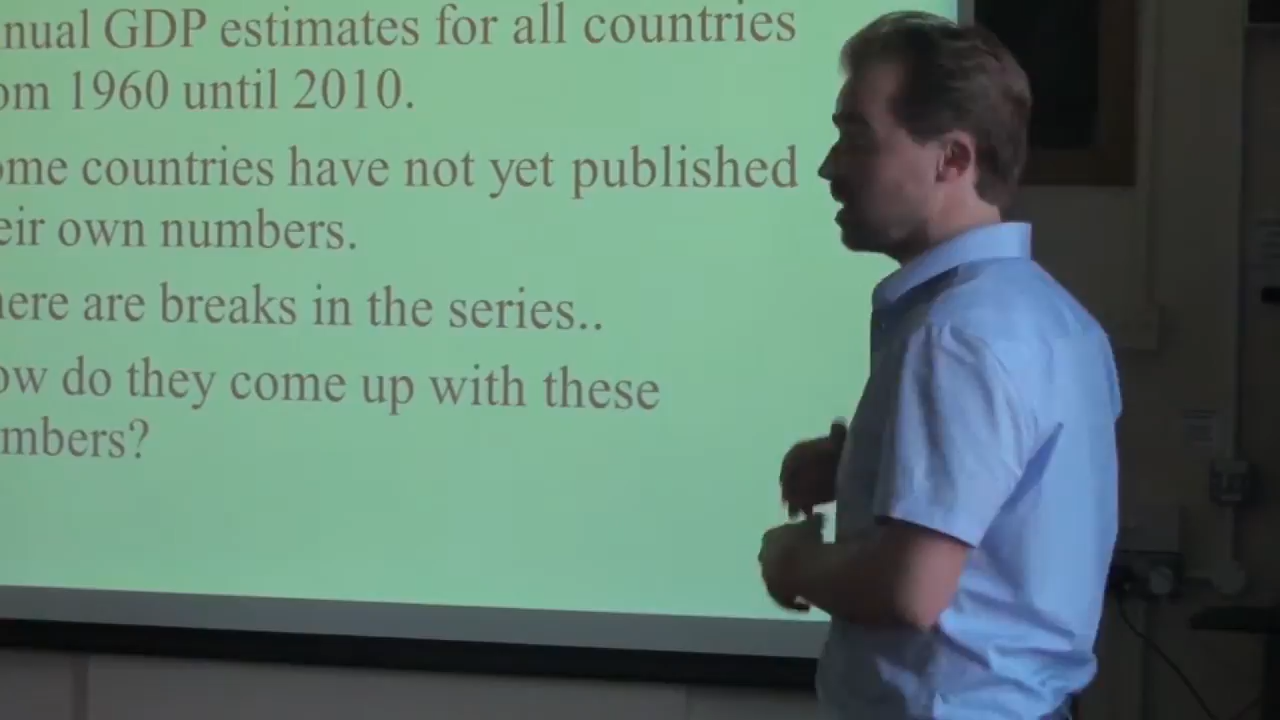 nual GDP estimates for all countries
om 1960 until 2010.
ome countries have not yet published
eir own numbers.
ere are breaks in the series..
ow do they come up with these
mbers?